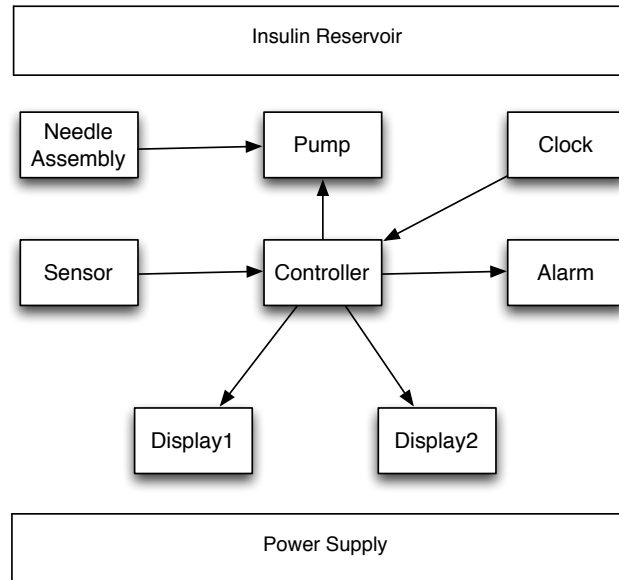 Insulin Reservoir
Needle
Assembly
Pump
Clock
Sensor
Controller
Alarm
Display1
Display2
Power Supply